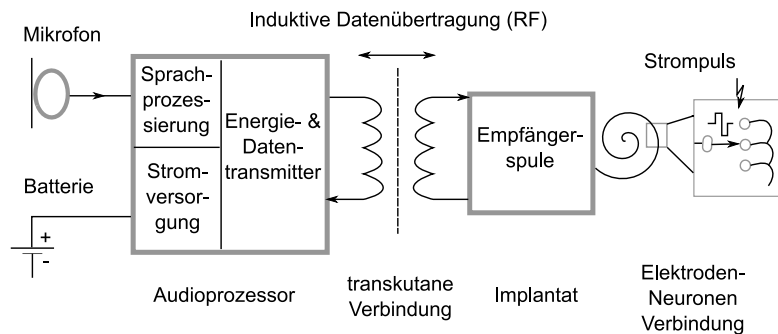 Induktive Datenübertragung (RF)
Mikrofon
Strompuls
Sprach-
prozes-
sierung
Energie- &
Daten-
transmitter
Empfänger-
spule
Batterie
Strom-
versor-
gung
+
-
Audioprozessor
transkutane
Verbindung
Implantat
Elektroden-
Neuronen
Verbindung